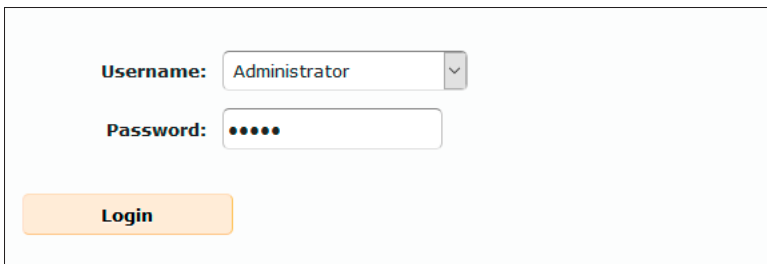 Username: Administrator
Password: •••••
Login